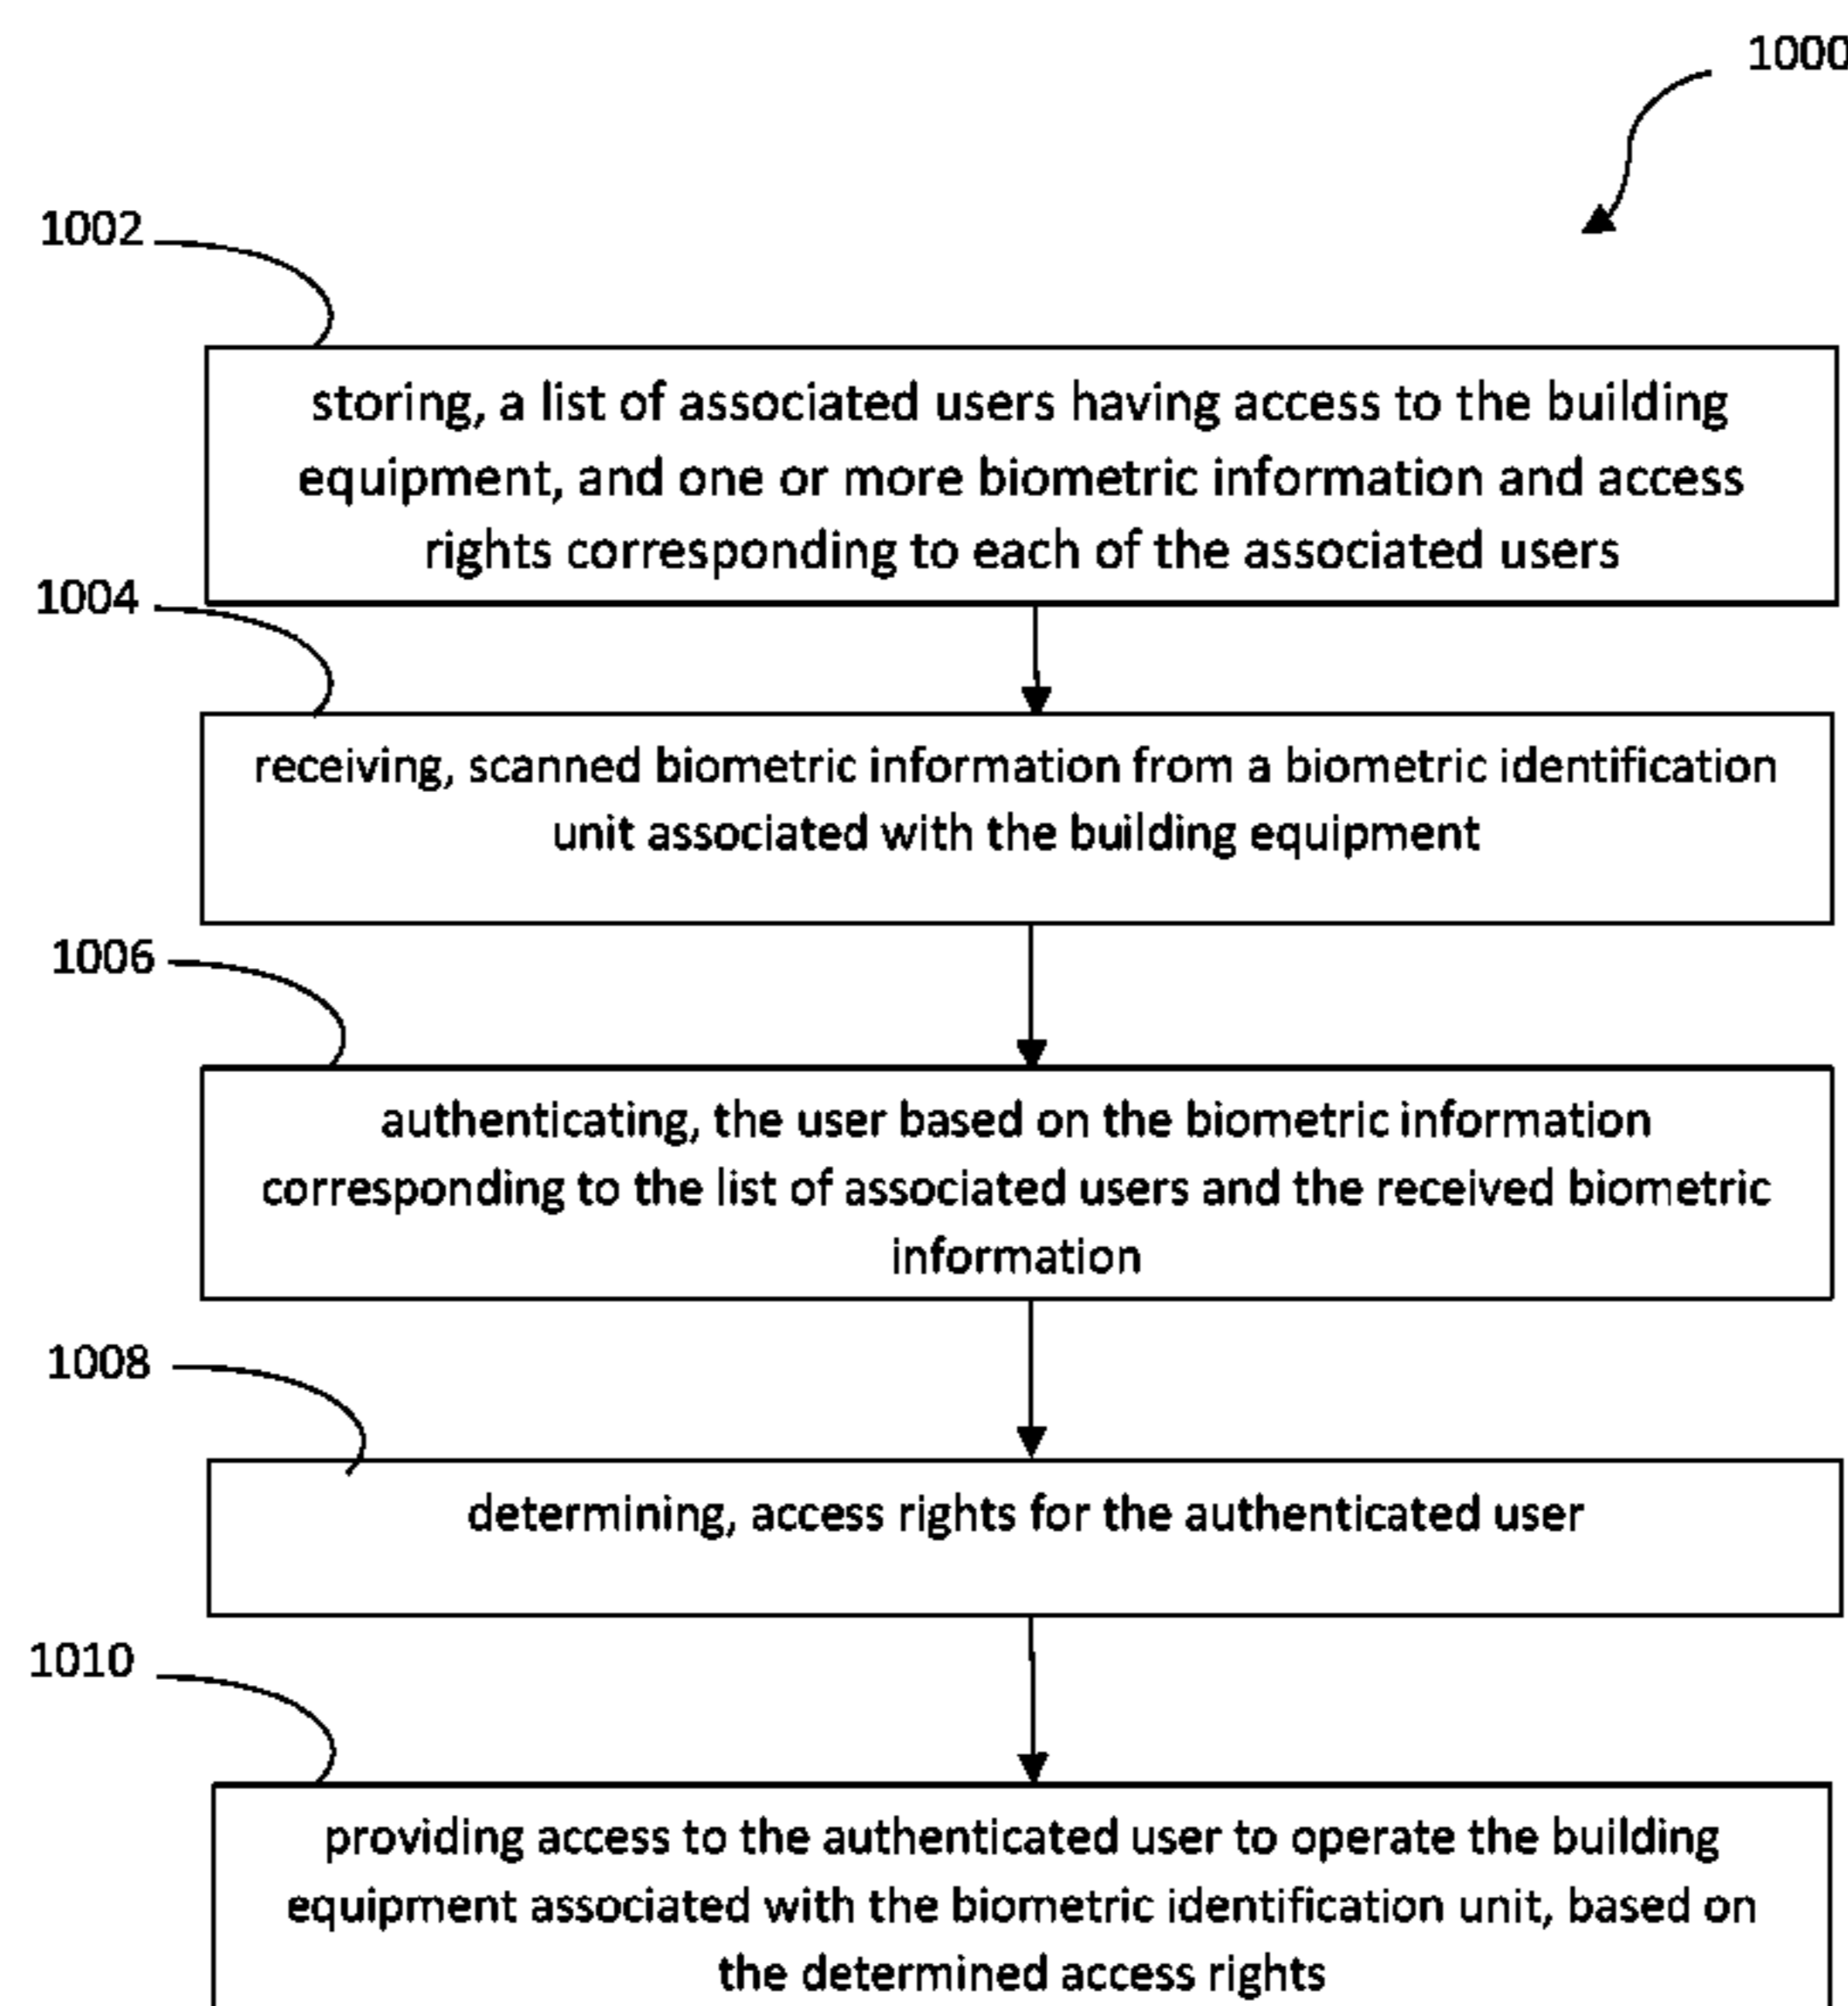 1000
1002
storing, a list of associated users having access to the building
equipment, and one or more biometric information and access
rights corresponding to each of the associated users
1004
receiving, scanned biometric information from a biometric identification
unit associated with the building equipment
1006
authenticating, the user based on the biometric information
corresponding to the list of associated users and the received biometric
information
1008
determining, access rights for the authenticated user
1010
providing access to the authenticated user to operate the building
equipment associated with the biometric identification unit, based on
the determined access rights